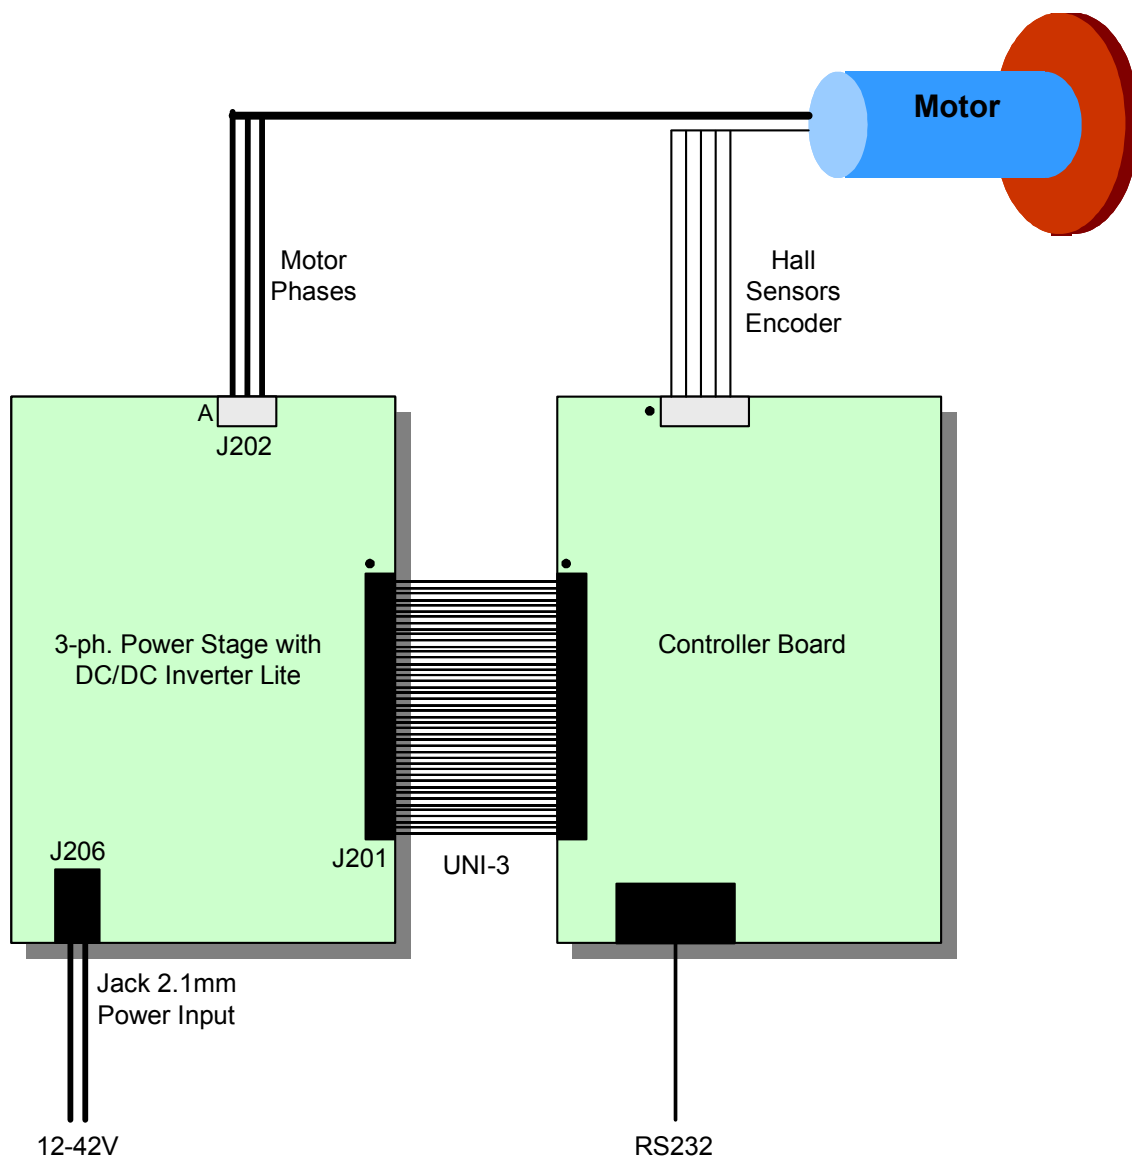 Motor
Motor
Phases
Hall
Sensors
Encoder
A
J202
3-ph. Power Stage with
DC/DC Inverter Lite
Controller Board
J206
J201
UNI-3
Jack 2.1mm
Power Input
12-42V
RS232